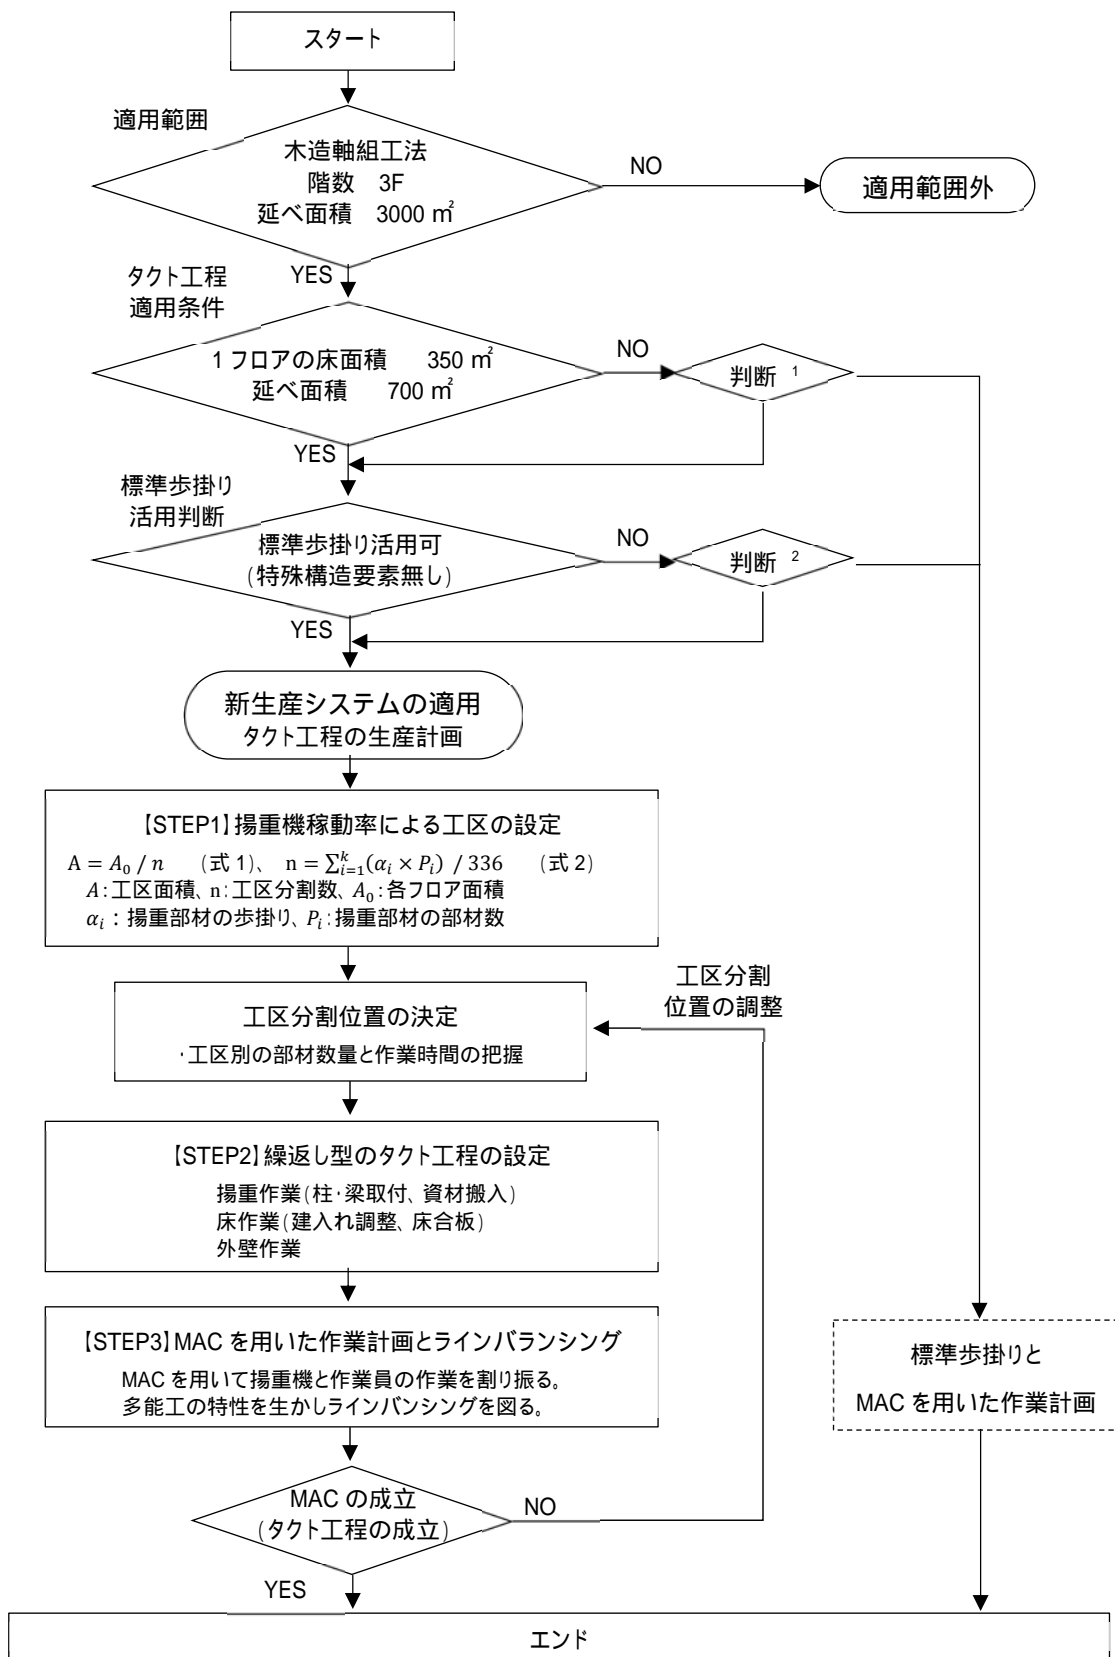 スタート
適用範囲
木造軸組工法
階数 3F
延べ面積 3000 ㎡
NO
適用範囲外
YES
タクト工程
適用条件
1 フロアの床面積 350 ㎡
延べ面積 700 ㎡
NO
判断 1
YES
標準歩掛り
活用判断
標準歩掛り活用可
(特殊構造要素無し)
NO
判断 2
YES
新生産システムの適用
タクト工程の生産計画
【STEP1】揚重機稼動率による工区の設定
A = A₀ / n (式 1)、 n = ∑ᵢ₌₁ᵏ(αᵢ × Pᵢ) / 336 (式 2)
A:工区面積、n:工区分割数、A₀:各フロア面積
αᵢ : 揚重部材の歩掛り、Pᵢ:揚重部材の部材数
工区分割
位置の調整
工区分割位置の決定
・工区別の部材数量と作業時間の把握
【STEP2】繰返し型のタクト工程の設定
揚重作業(柱・梁取付、資材搬入)
床作業(建入れ調整、床合板)
外壁作業
【STEP3】MAC を用いた作業計画とラインバランシング
MAC を用いて揚重機と作業員の作業を割り振る。
多能工の特性を生かしラインバンシングを図る。
標準歩掛りと
MAC を用いた作業計画
MAC の成立
(タクト工程の成立)
NO
YES
エンド